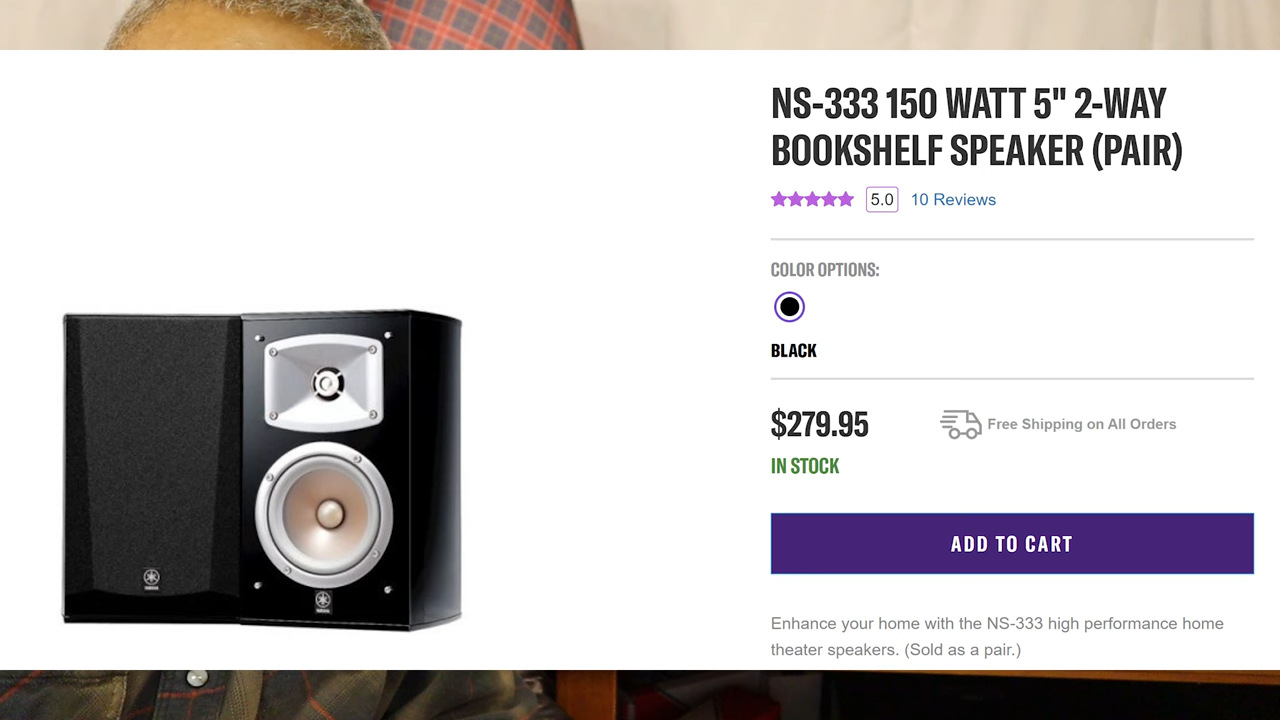 NS-333 150 WATT 5" 2-WAY
BOOKSHELF SPEAKER (PAIR)
5.0 10 Reviews
COLOR OPTIONS:
BLACK
$279.95 Free Shipping on All Orders
IN STOCK
ADD TO CART
Enhance your home with the NS-333 high performance home
theater speakers. (Sold as a pair.)
YAMAHA
YAMAHA